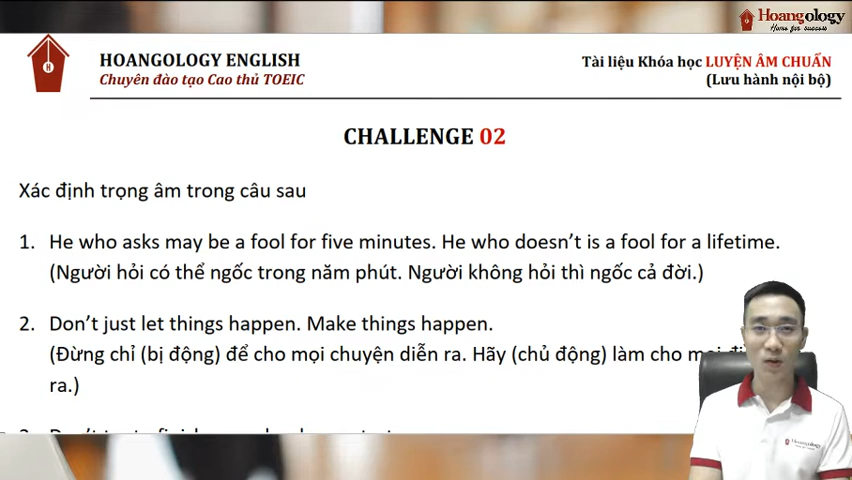 Hoangology
Home for success
HOANGOLOGY ENGLISH
Chuyên đào tạo Cao thủ TOEIC
Tài liệu Khóa học LUYỆN ÂM CHUẨN
(Lưu hành nội bộ)
CHALLENGE 02
Xác định trọng âm trong câu sau
1. He who asks may be a fool for five minutes. He who doesn't is a fool for a lifetime.
(Người hỏi có thể ngốc trong năm phút. Người không hỏi thì ngốc cả đời.)
2. Don't just let things happen. Make things happen.
(Đừng chỉ (bị động) để cho mọi chuyện diễn ra. Hãy (chủ động) làm cho
ra.)
Hoangology